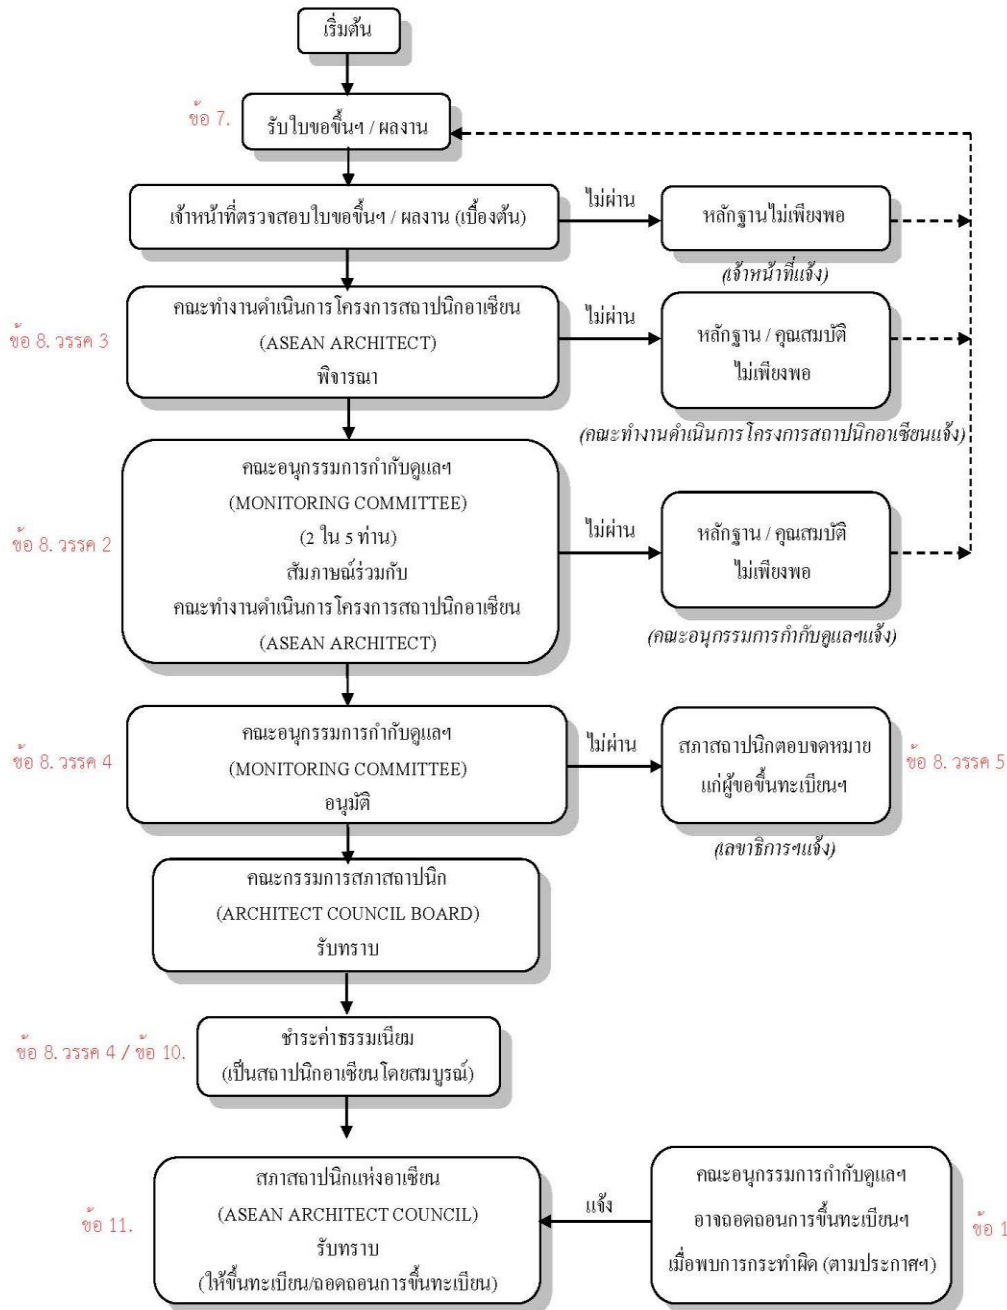 เริ่มต้น
ข้อ 7.
รับใบขอขึ้นฯ / ผลงาน
เจ้าหน้าที่ตรวจสอบใบขอขึ้นฯ / ผลงาน (เบื้องต้น)
ไม่ผ่าน
หลักฐานไม่เพียงพอ
(เจ้าหน้าที่แจ้ง)
ข้อ 8. วรรค 3
คณะทำงานดำเนินการโครงการสถาปนิกอาเซียน
(ASEAN ARCHITECT)
พิจารณา
ไม่ผ่าน
หลักฐาน / คุณสมบัติ
ไม่เพียงพอ
(คณะทำงานดำเนินการโครงการสถาปนิกอาเซียนแจ้ง)
ข้อ 8. วรรค 2
คณะอนุกรรมการกำกับดูแลฯ
(MONITORING COMMITTEE)
(2 ใน 5 ท่าน)
สัมภาษณ์ร่วมกับ
คณะทำงานดำเนินการโครงการสถาปนิกอาเซียน
(ASEAN ARCHITECT)
ไม่ผ่าน
หลักฐาน / คุณสมบัติ
ไม่เพียงพอ
(คณะอนุกรรมการกำกับดูแลฯแจ้ง)
ข้อ 8. วรรค 4
คณะอนุกรรมการกำกับดูแลฯ
(MONITORING COMMITTEE)
อนุมัติ
ไม่ผ่าน
สภาสถาปนิกตอบจดหมาย
แก่ผู้ขอขึ้นทะเบียนฯ
ข้อ 8. วรรค 5
(เลขาธิการฯแจ้ง)
คณะกรรมการสภาสถาปนิก
(ARCHITECT COUNCIL BOARD)
รับทราบ
ข้อ 8. วรรค 4 / ข้อ 10.
ชำระค่าธรรมเนียม
(เป็นสถาปนิกอาเซียนโดยสมบูรณ์)
ข้อ 11.
สภาสถาปนิกแห่งอาเซียน
(ASEAN ARCHITECT COUNCIL)
รับทราบ
(ให้ขึ้นทะเบียน/ถอดถอนการขึ้นทะเบียน)
แจ้ง
คณะอนุกรรมการกำกับดูแลฯ
อาจถอดถอนการขึ้นทะเบียนฯ
เมื่อพบการกระทำผิด (ตามประกาศฯ)
ข้อ 1